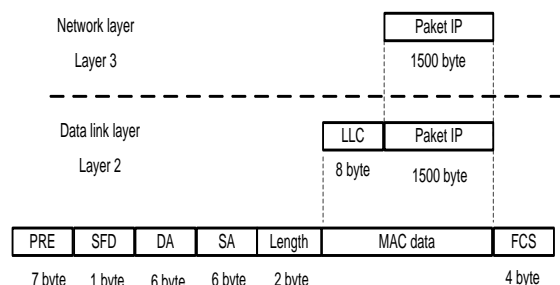 Network layer
Paket IP
Layer 3
1500 byte
Data link layer
LLC
Paket IP
Layer 2
8 byte
1500 byte
PRE
SFD
DA
SA
Length
MAC data
FCS
7 byte
1 byte
6 byte
6 byte
2 byte
4 byte